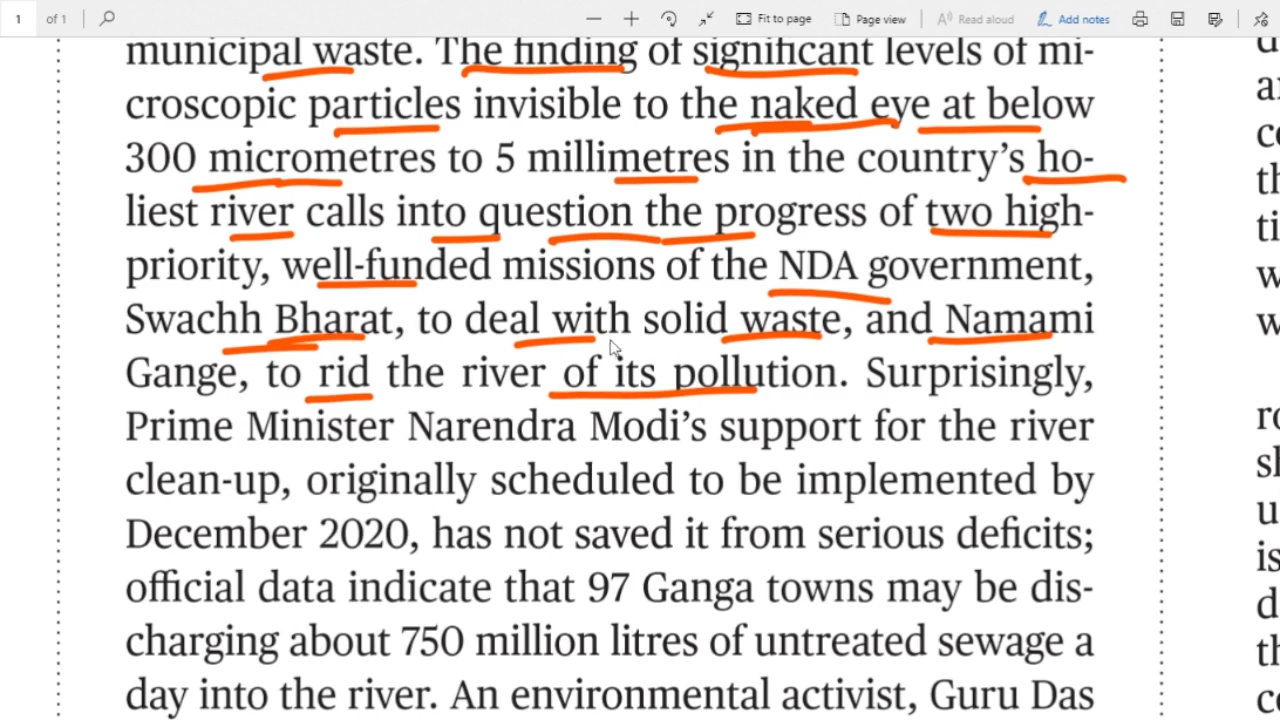 1 of 1 Fit to page Page view Read aloud Add notes
municipal waste. The finding of significant levels of mi-
croscopic particles invisible to the naked eye at below
300 micrometres to 5 millimetres in the country's ho-
liest river calls into question the progress of two high-
priority, well-funded missions of the NDA government,
Swachh Bharat, to deal with solid waste, and Namami
Gange, to rid the river of its pollution. Surprisingly,
Prime Minister Narendra Modi's support for the river
clean-up, originally scheduled to be implemented by
December 2020, has not saved it from serious deficits;
official data indicate that 97 Ganga towns may be dis-
charging about 750 million litres of untreated sewage a
day into the river. An environmental activist, Guru Das